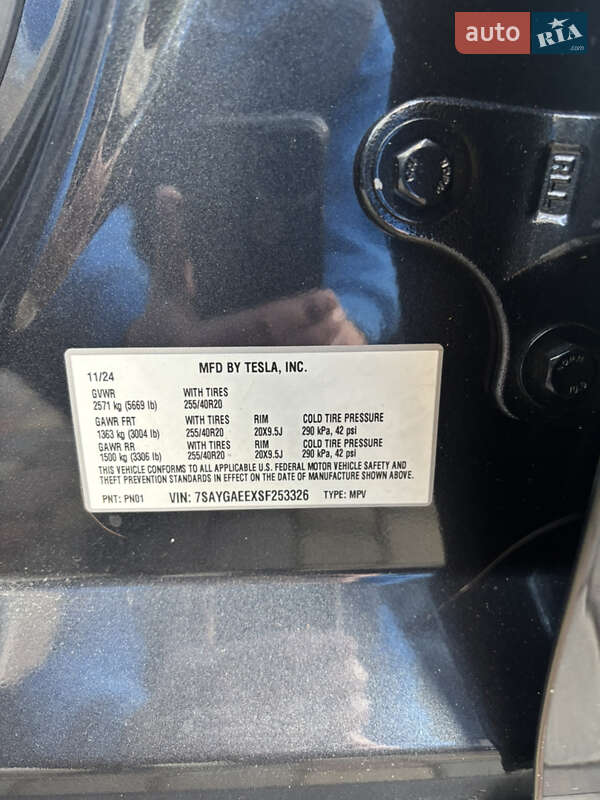 auto RIA .com
RLL
11/24 MFD BY TESLA, INC.
GVWR WITH TIRES
2571 kg (5669 lb) 255/40R20
GAWR FRT WITH TIRES RIM COLD TIRE PRESSURE
1363 kg (3004 lb) 255/40R20 20X9.5J 290 kPa, 42 psi
GAWR RR WITH TIRES RIM COLD TIRE PRESSURE
1500 kg (3306 lb) 255/40R20 20X9.5J 290 kPa, 42 psi
THIS VEHICLE CONFORMS TO ALL APPLICABLE U.S. FEDERAL MOTOR VEHICLE SAFETY AND
THEFT PREVENTION STANDARDS IN EFFECT ON THE DATE OF MANUFACTURE SHOWN ABOVE.
PNT: PN01 VIN: 7SAYGAEEXSF253326 TYPE: MPV